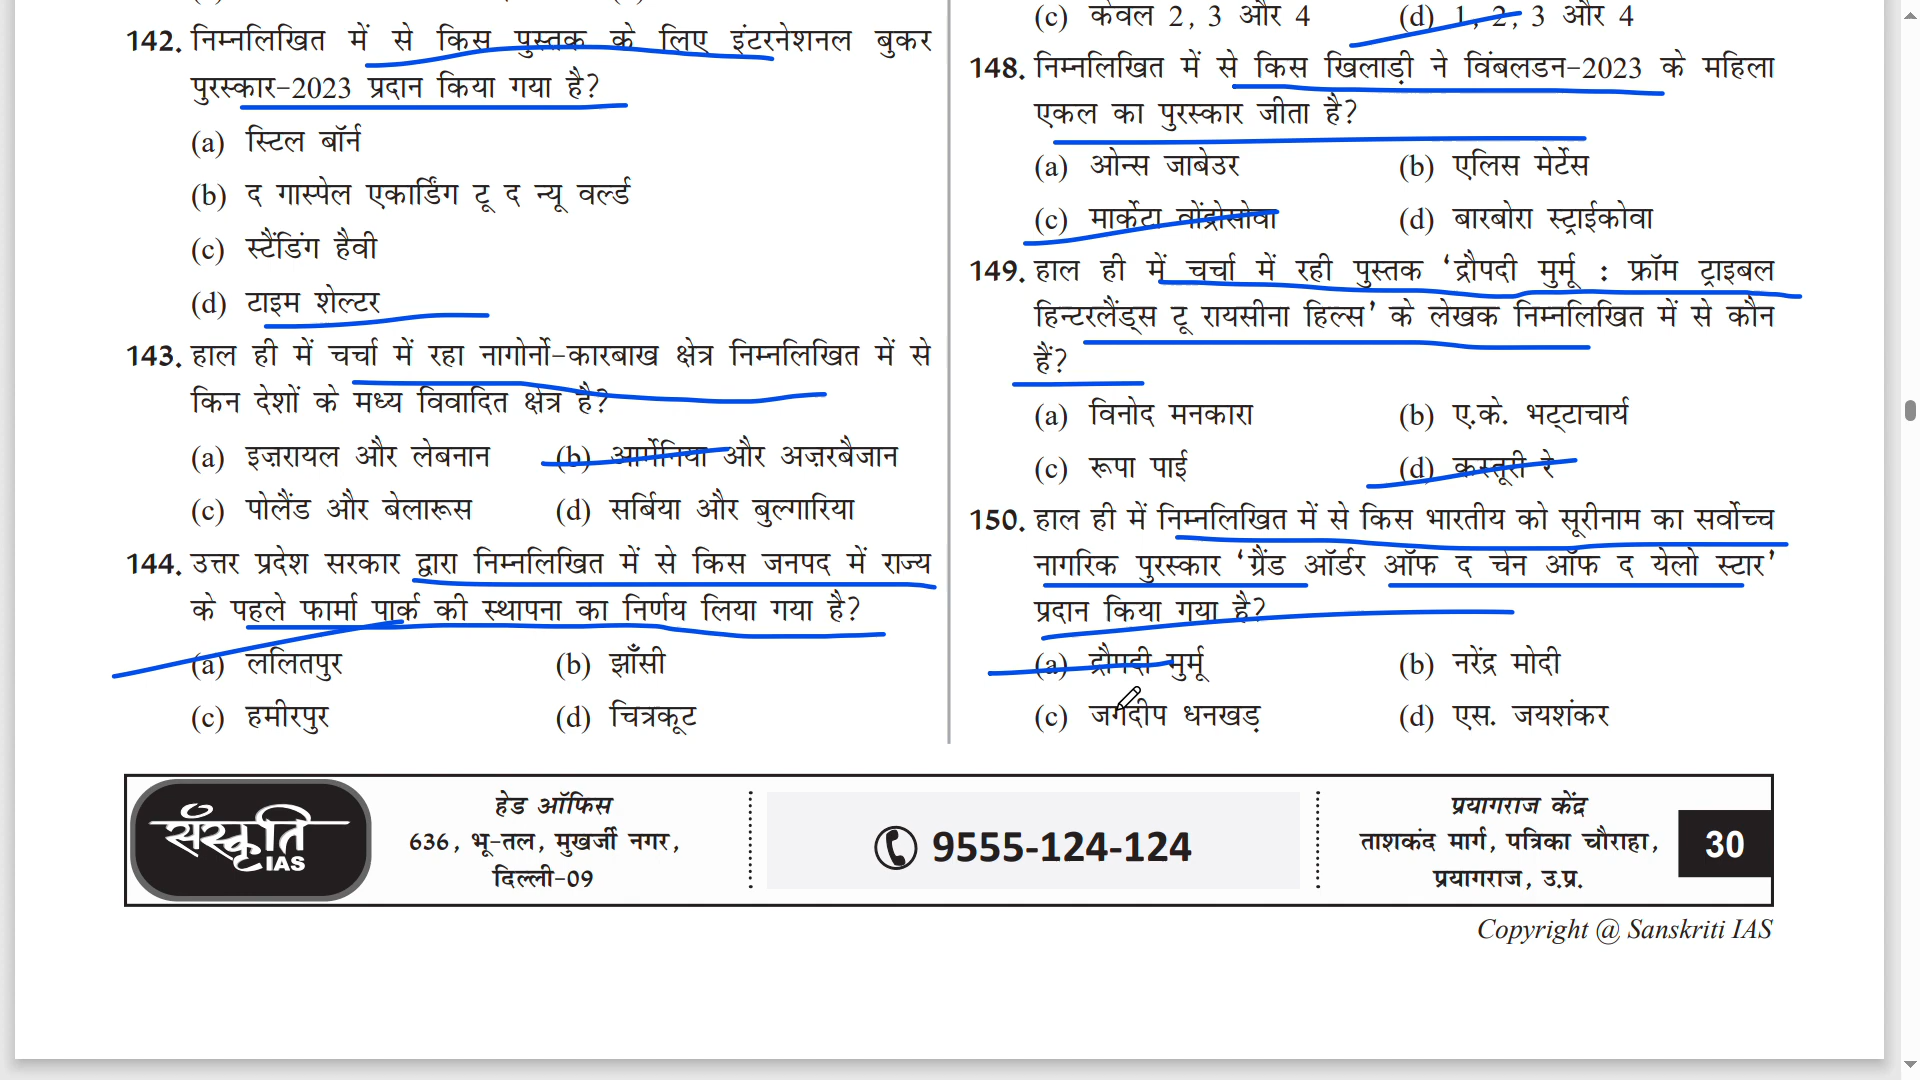 142. निम्नलिखित में से किस पुस्तक के लिए इंटरनेशनल बुकर
पुरस्कार-2023 प्रदान किया गया है?
(a) स्टिल बॉर्न
(b) द गास्पेल एकार्डिंग टू द न्यू वर्ल्ड
(c) स्टैंडिंग हैवी
(d) टाइम शेल्टर
143. हाल ही में चर्चा में रहा नागोर्नो-कारबाख क्षेत्र निम्नलिखित में से
किन देशों के मध्य विवादित क्षेत्र है?
(a) इज़रायल और लेबनान (b) आर्मेनिया और अज़रबैजान
(c) पोलैंड और बेलारूस (d) सर्बिया और बुल्गारिया
144. उत्तर प्रदेश सरकार द्वारा निम्नलिखित में से किस जनपद में राज्य
के पहले फार्मा पार्क की स्थापना का निर्णय लिया गया है?
(a) ललितपुर (b) झाँसी
(c) हमीरपुर (d) चित्रकूट
(c) केवल 2, 3 और 4 (d) 1, 2, 3 और 4
148. निम्नलिखित में से किस खिलाड़ी ने विंबलडन-2023 के महिला
एकल का पुरस्कार जीता है?
(a) ओन्स जाबेउर (b) एलिस मेर्टेस
(c) मार्केटा वोंद्रोसोवा (d) बारबोरा स्ट्राईकोवा
149. हाल ही में चर्चा में रही पुस्तक ‘द्रौपदी मुर्मू : फ्रॉम ट्राइबल
हिन्टरलैंड्स टू रायसीना हिल्स’ के लेखक निम्नलिखित में से कौन
हैं?
(a) विनोद मनकारा (b) ए.के. भट्टाचार्य
(c) रूपा पाई (d) कस्तूरी रे
150. हाल ही में निम्नलिखित में से किस भारतीय को सूरीनाम का सर्वोच्च
नागरिक पुरस्कार ‘ग्रैंड ऑर्डर ऑफ द चेन ऑफ द येलो स्टार’
प्रदान किया गया है?
(a) द्रौपदी मुर्मू (b) नरेंद्र मोदी
(c) जगदीप धनखड़ (d) एस. जयशंकर
संस्कृति
IAS
हेड ऑफिस
636, भू-तल, मुखर्जी नगर,
दिल्ली-09
9555-124-124
प्रयागराज केंद्र
ताशकंद मार्ग, पत्रिका चौराहा,
प्रयागराज, उ.प्र.
30
Copyright @ Sanskriti IAS